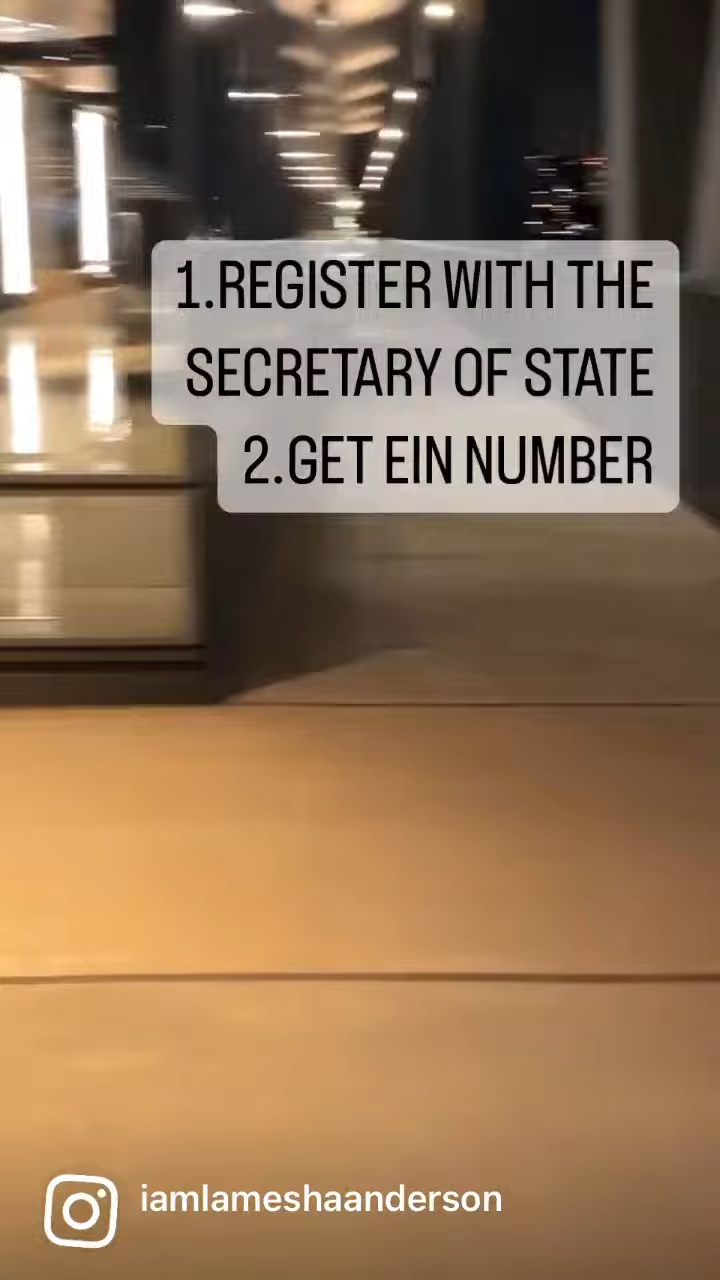 1.REGISTER WITH THE
SECRETARY OF STATE
2.GET EIN NUMBER
iamlameshaanderson